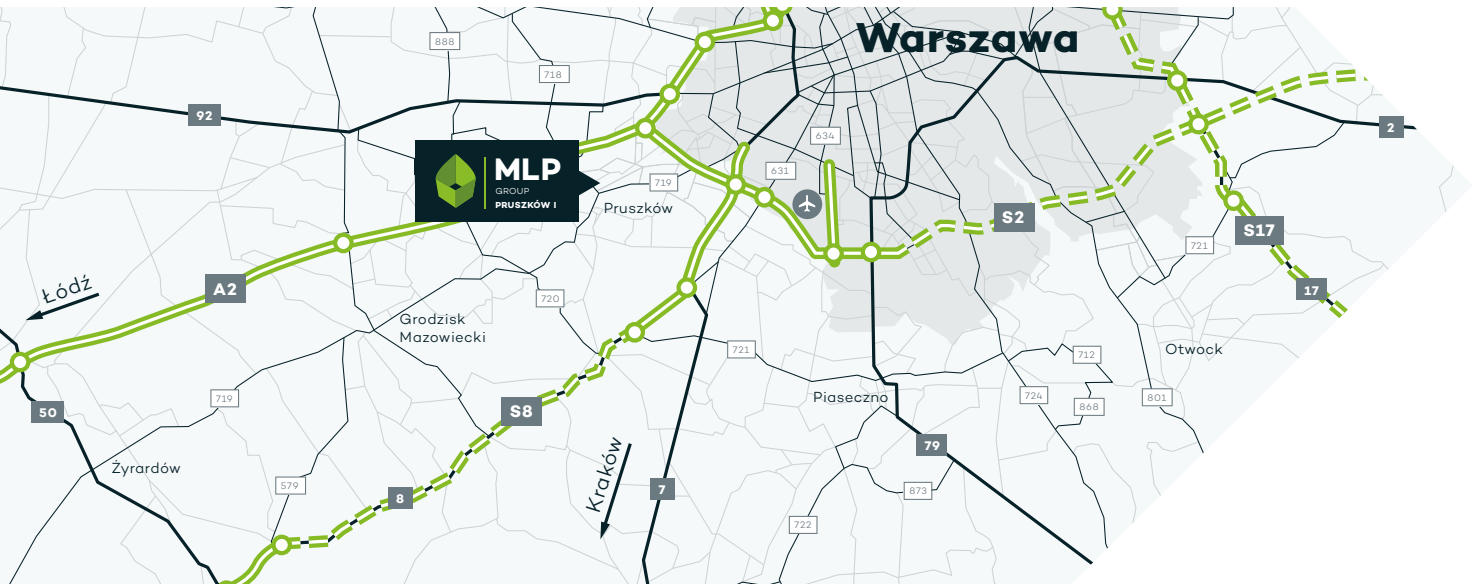 Warszawa
888
718
92
634
2
MLP
GROUP
PRUSZKÓW I
631
719
Pruszków
S2
S17
721
A2
Łódź
17
720
Grodzisk
Mazowiecki
721
Otwock
712
719
724
868
801
Piaseczno
50
S8
79
Żyrardów
Kraków
579
8
7
873
722